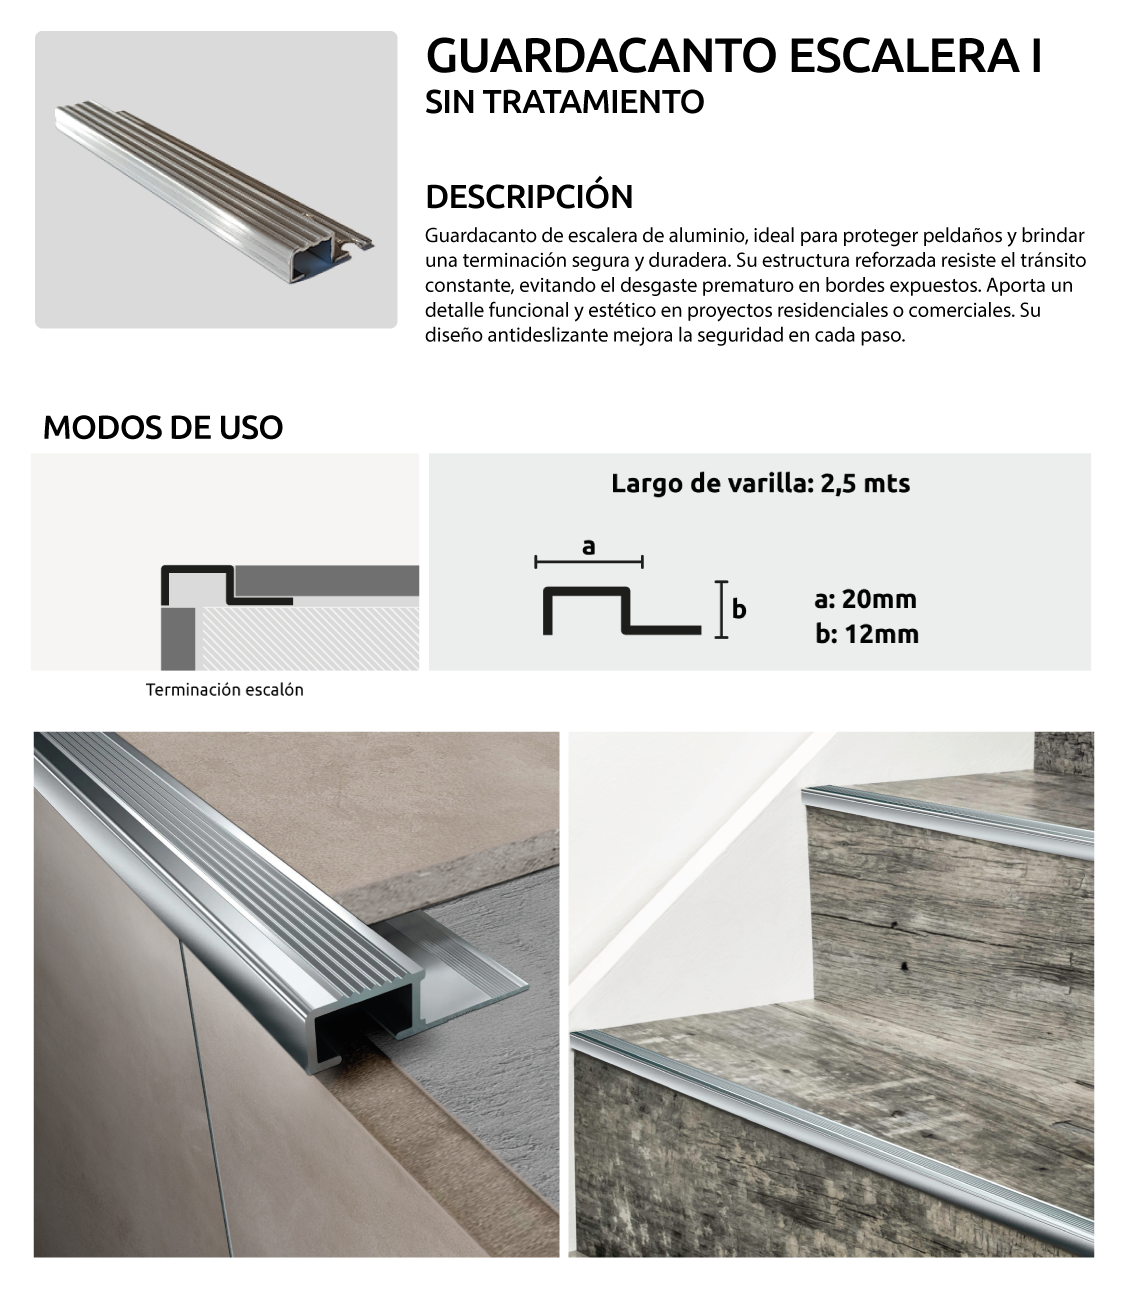 GUARDACANTO ESCALERA I
SIN TRATAMIENTO
DESCRIPCIÓN
Guardacanto de escalera de aluminio, ideal para proteger peldaños y brindar
una terminación segura y duradera. Su estructura reforzada resiste el tránsito
constante, evitando el desgaste prematuro en bordes expuestos. Aporta un
detalle funcional y estético en proyectos residenciales o comerciales. Su
diseño antideslizante mejora la seguridad en cada paso.
MODOS DE USO
Largo de varilla: 2,5 mts
a
b
a: 20mm
b: 12mm
Terminación escalón